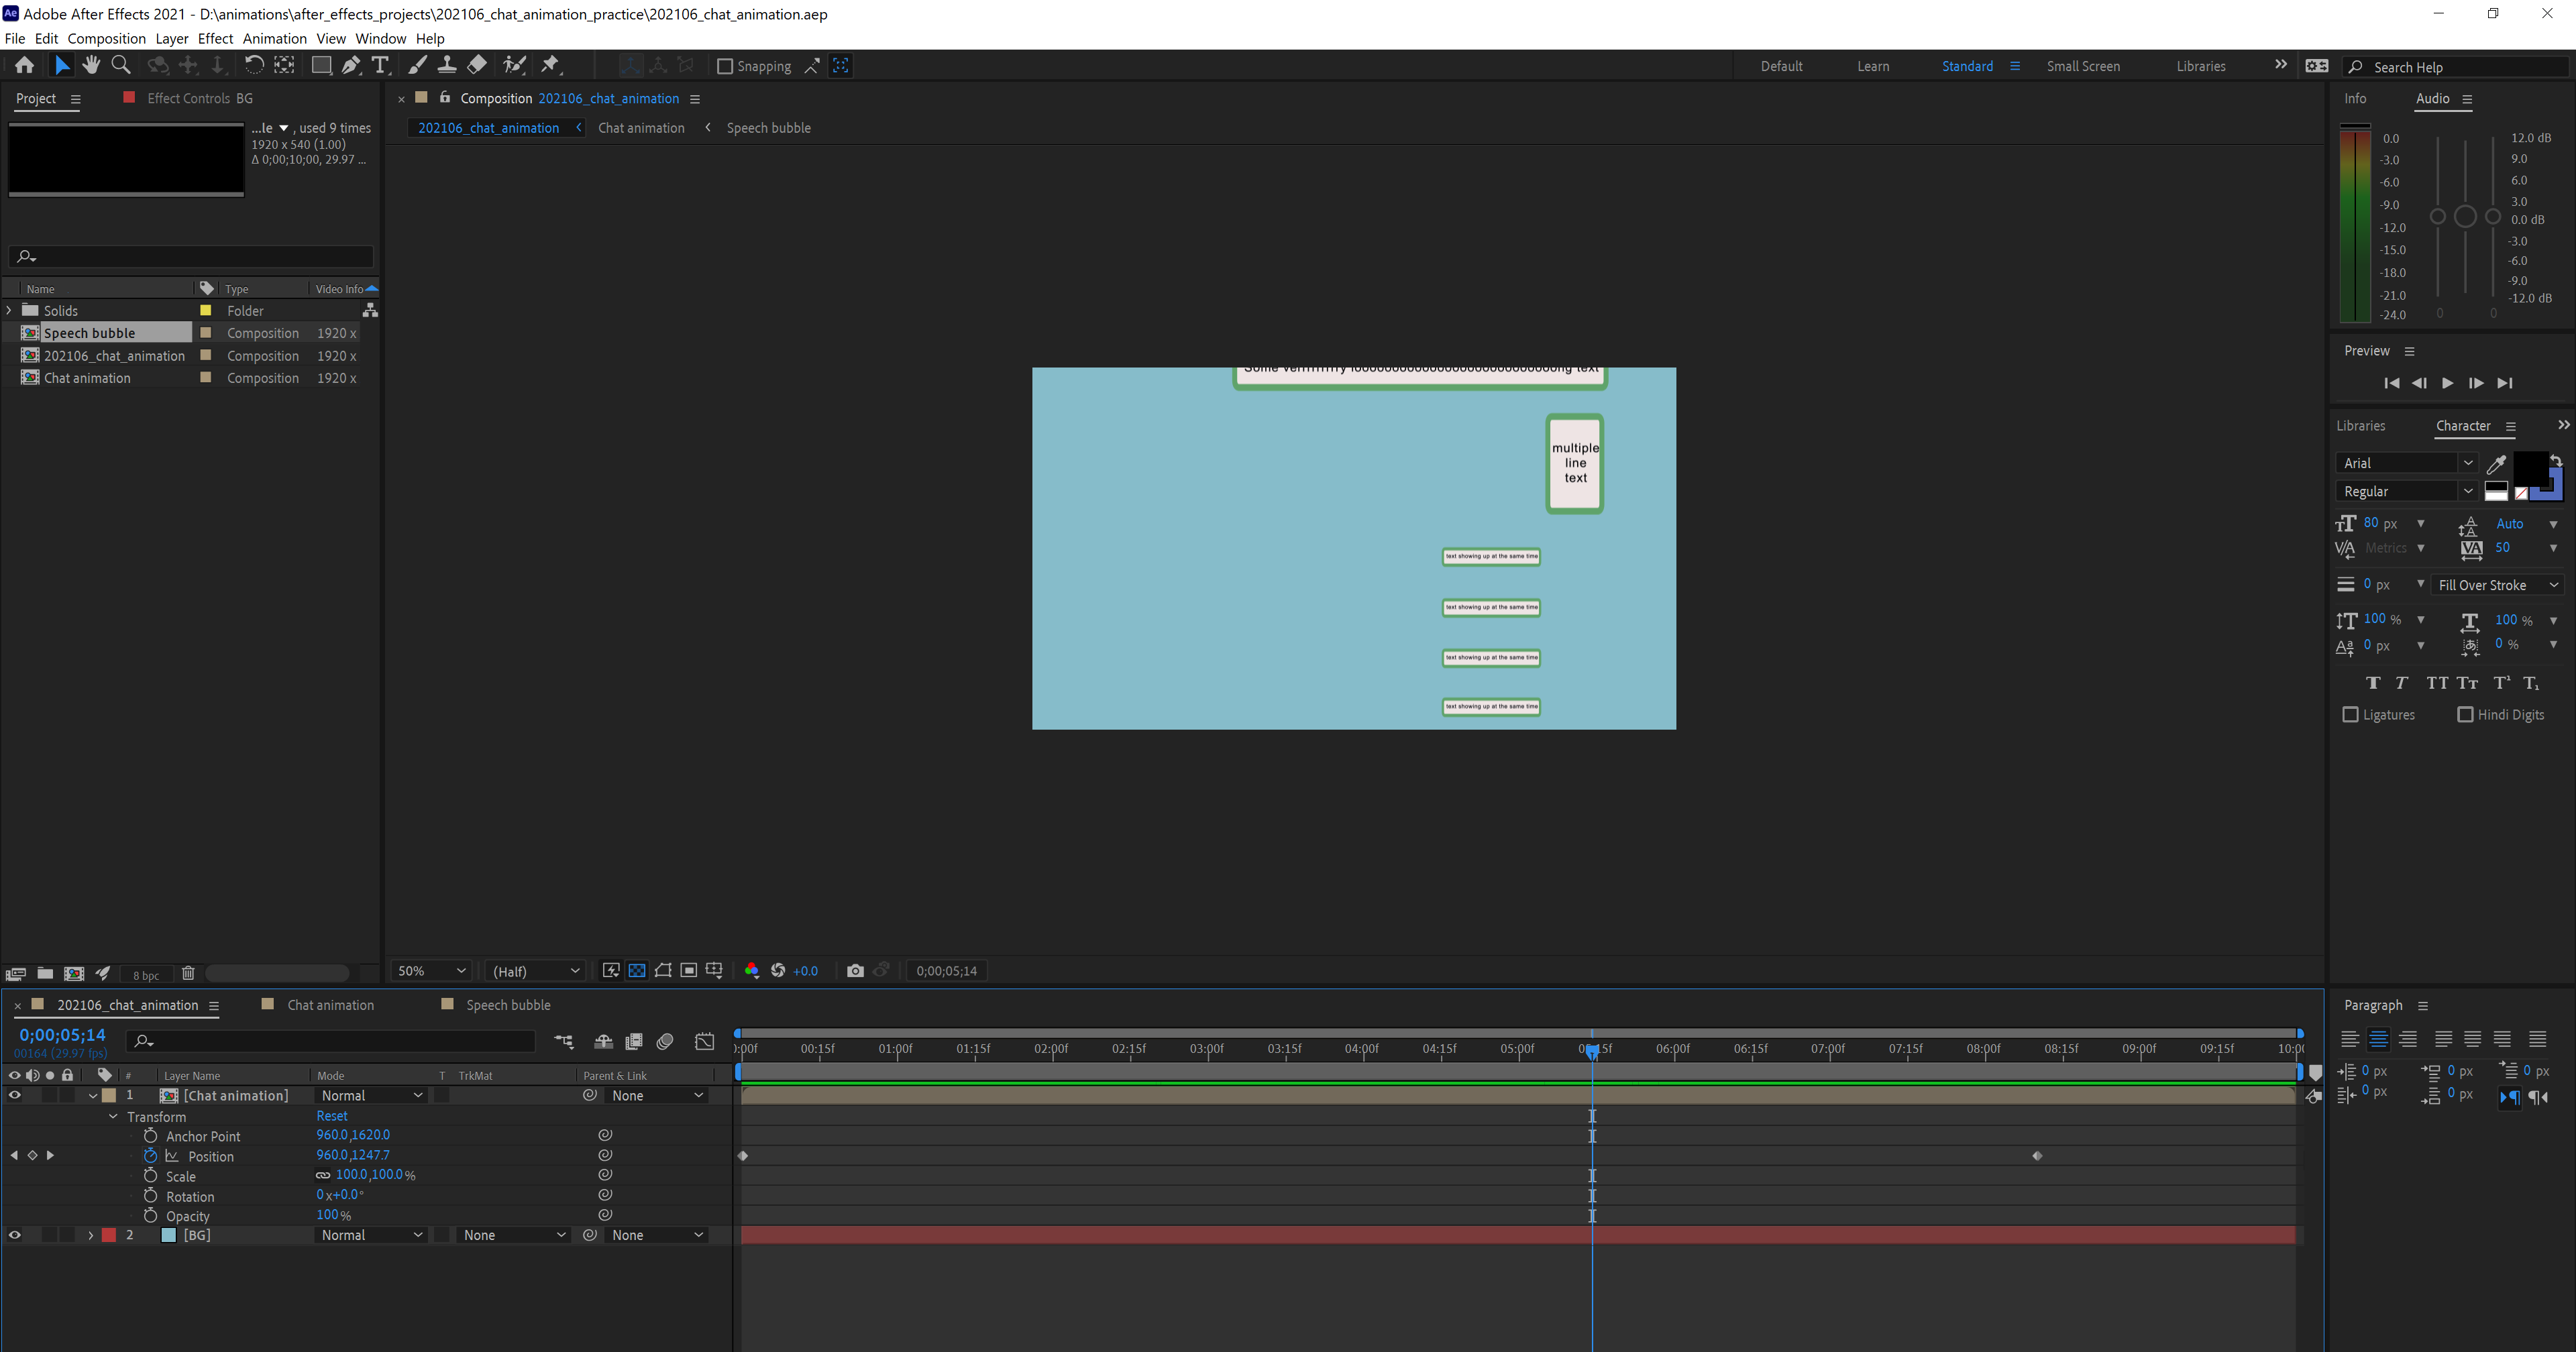 Ae Adobe After Effects 2021 - D:\animations\after_effects_projects\202106_chat_animation_practice\202106_chat_animation.aep
File Edit Composition Layer Effect Animation View Window Help
Snapping Default Learn Standard Small Screen Libraries Search Help
Project Effect Controls BG
...le , used 9 times
1920 x 540 (1.00)
Δ 0;00;10;00, 29.97 ...
Name Type Video Info
Solids Folder
Speech bubble Composition 1920 x
202106_chat_animation Composition 1920 x
Chat animation Composition 1920 x
8 bpc
Composition 202106_chat_animation
202106_chat_animation Chat animation Speech bubble
multiple
line
text
text showing up at the same time
text showing up at the same time
text showing up at the same time
text showing up at the same time
50% (Half) +0.0 0;00;05;14
Info Audio
0.0
-3.0
-6.0
-9.0
-12.0
-15.0
-18.0
-21.0
-24.0
0 0
12.0 dB
9.0
6.0
3.0
0.0 dB
-3.0
-6.0
-9.0
-12.0 dB
Preview
Libraries Character
Arial
Regular
80 px Auto
Metrics 50
0 px Fill Over Stroke
100 % 100 %
0 px 0 %
T T TT Tт T¹ T₁
Ligatures Hindi Digits
Paragraph
0 px 0 px 0 px
0 px 0 px
202106_chat_animation Chat animation Speech bubble
0;00;05;14
00164 (29.97 fps)
):00f 00:15f 01:00f 01:15f 02:00f 02:15f 03:00f 03:15f 04:00f 04:15f 05:00f 05:15f 06:00f 06:15f 07:00f 07:15f 08:00f 08:15f 09:00f 09:15f 10:0(
# Layer Name Mode T TrkMat Parent & Link
1 [Chat animation] Normal None
Transform Reset
Anchor Point 960.0,1620.0
Position 960.0,1247.7
Scale 100.0,100.0%
Rotation 0x+0.0°
Opacity 100%
2 [BG] Normal None None